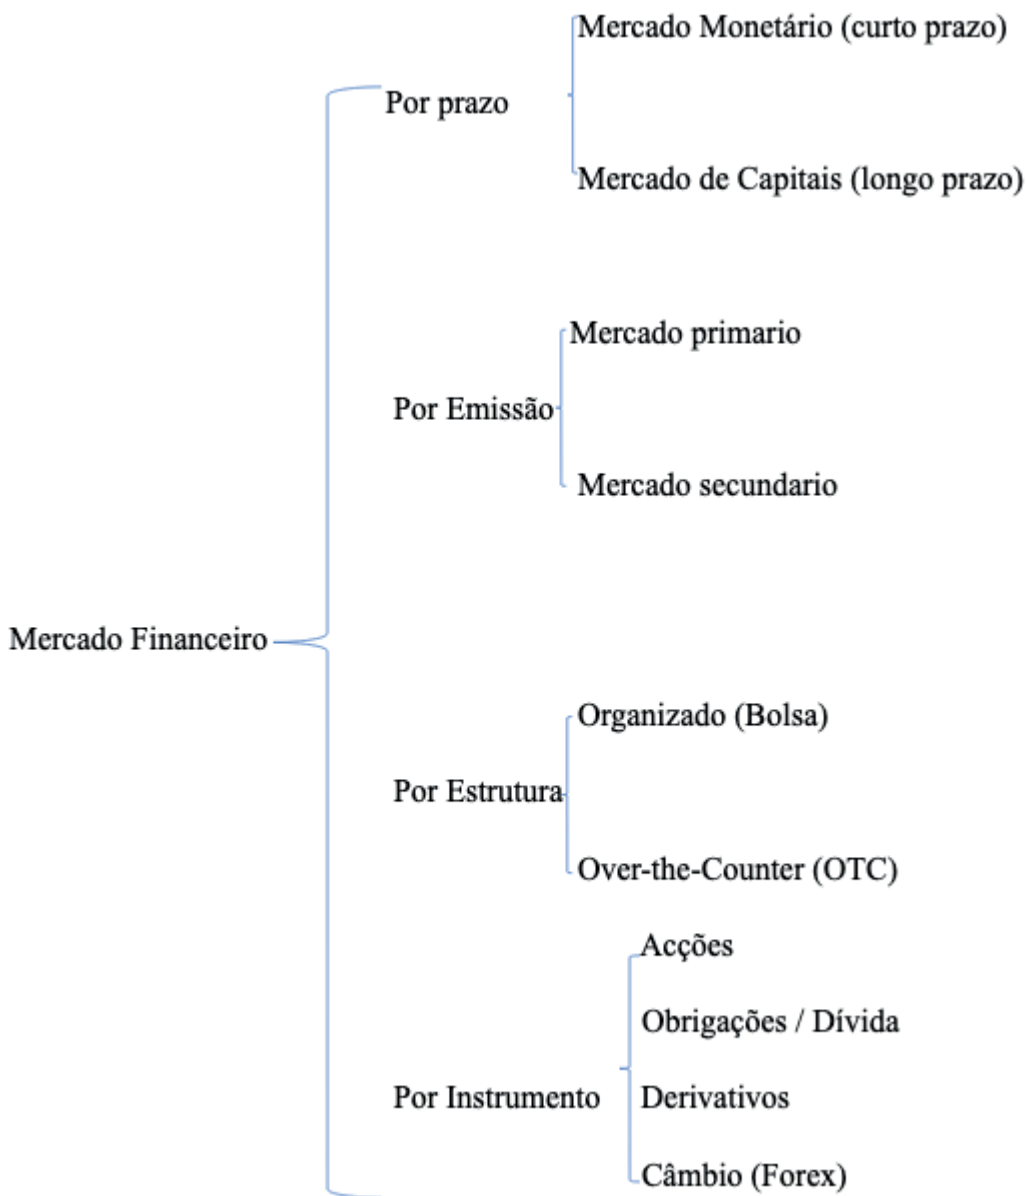 Mercado Monetário (curto prazo)
Por prazo
Mercado de Capitais (longo prazo)
Mercado primario
Por Emissão
Mercado secundario
Mercado Financeiro
Organizado (Bolsa)
Por Estrutura
Over-the-Counter (OTC)
Acções
Obrigações / Dívida
Por Instrumento
Derivativos
Câmbio (Forex)